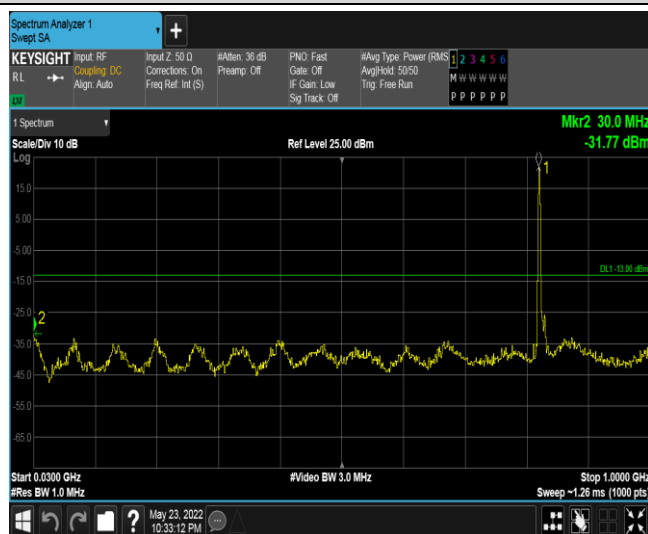 Spectrum Analyzer 1
Swept SA
+
KEYSIGHT
RL
Input: RF
Coupling: DC
Align: Auto
Input Z: 50 Ω
Corrections: On
Freq Ref: Int (S)
#Atten: 36 dB
Preamp: Off
PNO: Fast
Gate: Off
IF Gain: Low
Sig Track: Off
#Avg Type: Power (RMS
Avg|Hold: 50/50
Trig: Free Run
1 2 3 4 5 6
M W W W W W
P P P P P P
1 Spectrum
Mkr2 30.0 MHz
Scale/Div 10 dB
Ref Level 25.00 dBm
-31.77 dBm
Log
1
15.0
5.00
-5.00
DL1 -13.00 dBm
-15.0
-25.0
2
-35.0
-45.0
-55.0
-65.0
Start 0.0300 GHz
#Video BW 3.0 MHz
Stop 1.0000 GHz
#Res BW 1.0 MHz
Sweep ~1.26 ms (1000 pts)
?
May 23, 2022
10:33:12 PM